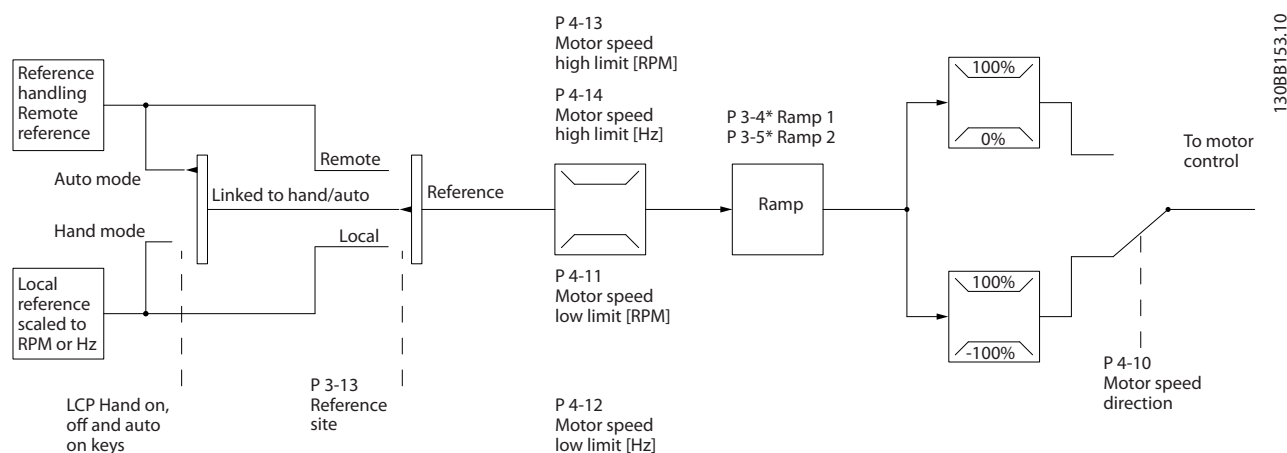 P 4-13
Motor speed
high limit [RPM]
P 4-14
Motor speed
high limit [Hz]
130BB153.10
Reference
handling
Remote
reference
P 3-4* Ramp 1
P 3-5* Ramp 2
100%
0%
To motor
control
Auto mode
Remote
Linked to hand/auto
Reference
Ramp
Hand mode
Local
Local
reference
scaled to
RPM or Hz
P 4-11
Motor speed
low limit [RPM]
100%
-100%
LCP Hand on,
off and auto
on keys
P 3-13
Reference
site
P 4-12
Motor speed
low limit [Hz]
P 4-10
Motor speed
direction